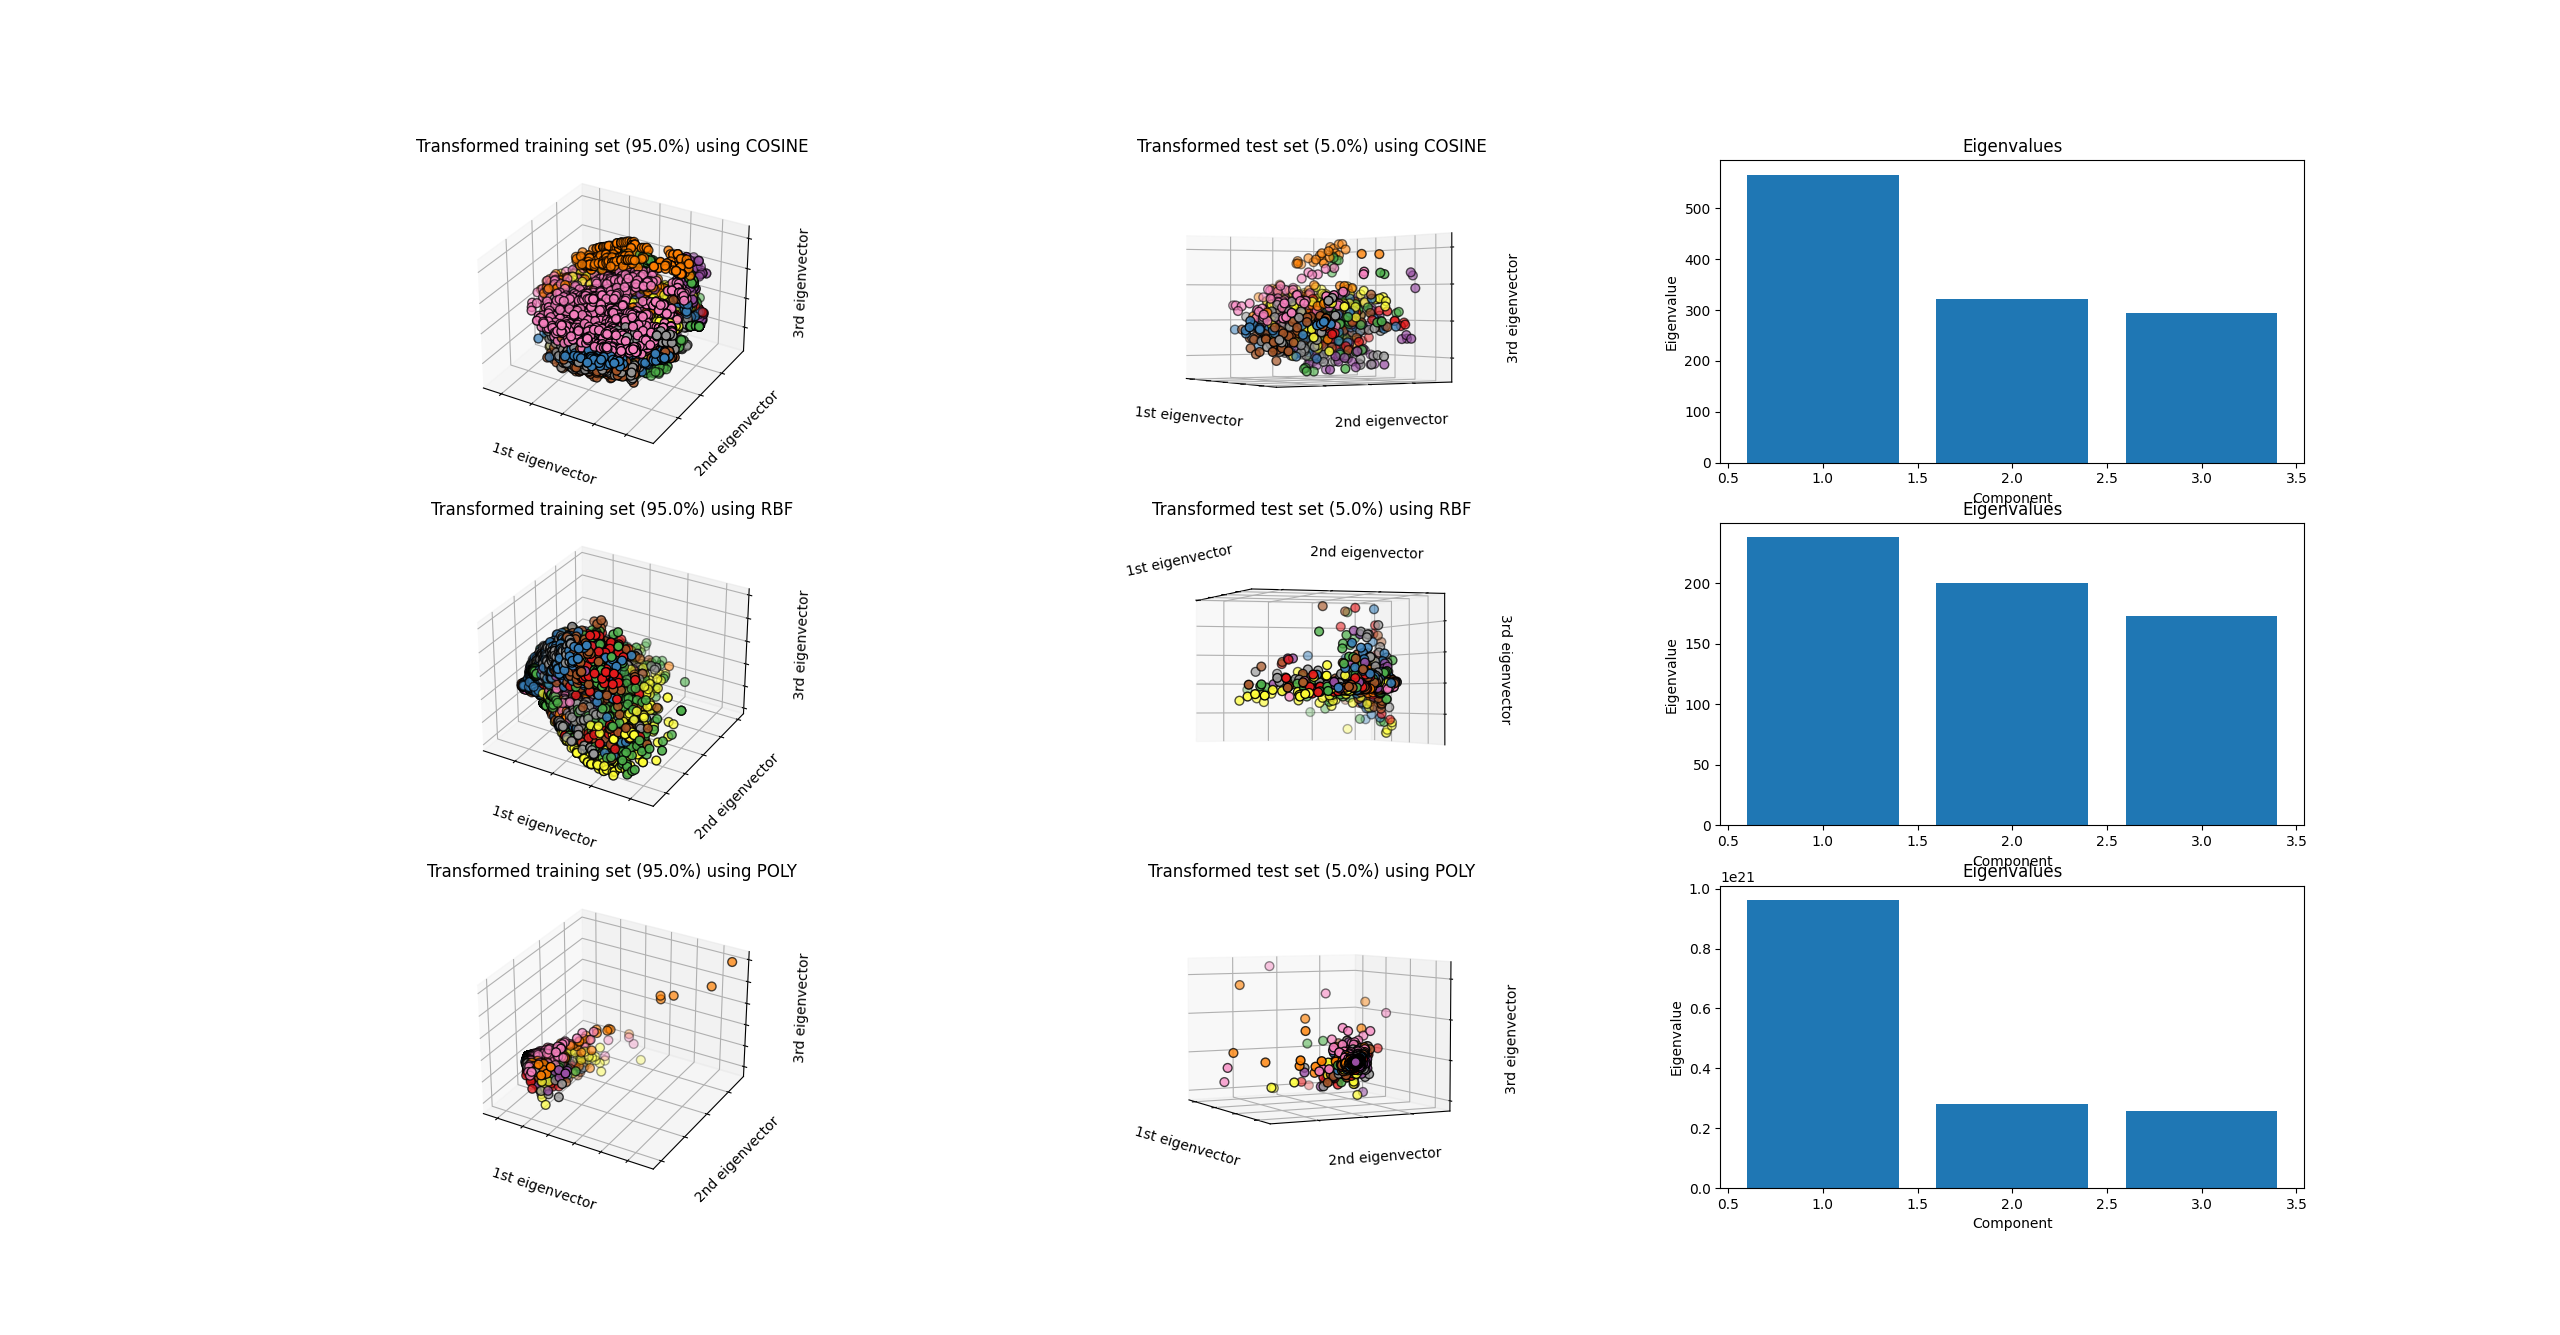 Transformed training set (95.0%) using COSINE
3rd eigenvector
2nd eigenvector
1st eigenvector
Transformed test set (5.0%) using COSINE
3rd eigenvector
1st eigenvector
2nd eigenvector
Eigenvalues
Eigenvalue
500
400
300
200
100
0
0.5 1.0 1.5 2.0 2.5 3.0 3.5
Component
Transformed training set (95.0%) using RBF
3rd eigenvector
2nd eigenvector
1st eigenvector
Transformed test set (5.0%) using RBF
1st eigenvector
2nd eigenvector
3rd eigenvector
Eigenvalues
Eigenvalue
200
150
100
50
0
0.5 1.0 1.5 2.0 2.5 3.0 3.5
Component
Transformed training set (95.0%) using POLY
3rd eigenvector
2nd eigenvector
1st eigenvector
Transformed test set (5.0%) using POLY
3rd eigenvector
1st eigenvector
2nd eigenvector
Eigenvalues
1e21
Eigenvalue
1.0
0.8
0.6
0.4
0.2
0.0
0.5 1.0 1.5 2.0 2.5 3.0 3.5
Component